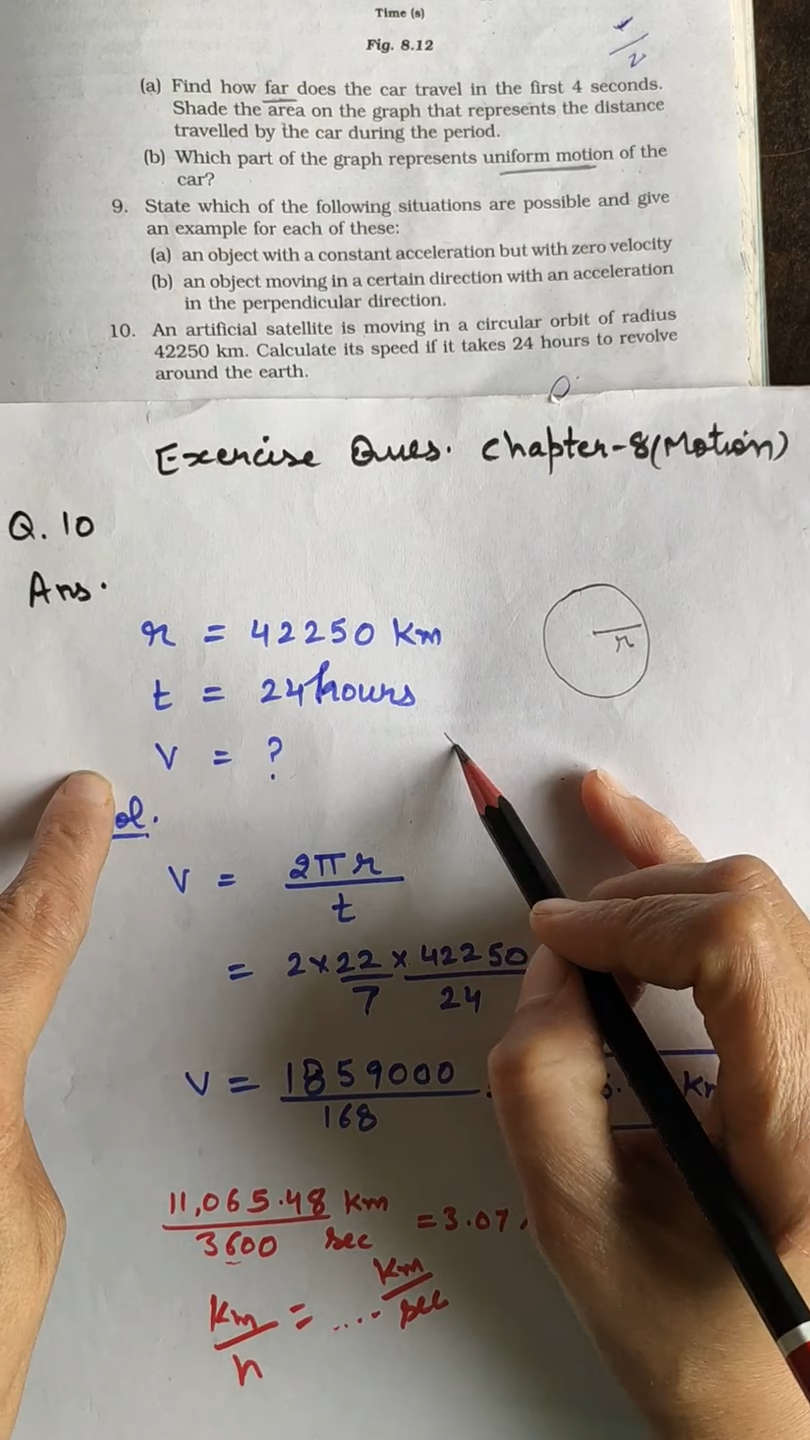 Time (s)
Fig. 8.12
(a) Find how far does the car travel in the first 4 seconds.
Shade the area on the graph that represents the distance
travelled by the car during the period.
(b) Which part of the graph represents uniform motion of the
car?
9. State which of the following situations are possible and give
an example for each of these:
(a) an object with a constant acceleration but with zero velocity
(b) an object moving in a certain direction with an acceleration
in the perpendicular direction.
10. An artificial satellite is moving in a circular orbit of radius
42250 km. Calculate its speed if it takes 24 hours to revolve
around the earth.
Exercise Ques. Chapter-8(Motion)
Q. 10
Ans.
r = 42250 Km
r
t = 24hours
V = ?
ol.
V = 2πr
t
= 2×22×42250
7 24
V = 1859000
168
11,065.48 Km
3600 sec = 3.07
Km = .... Km
h sec